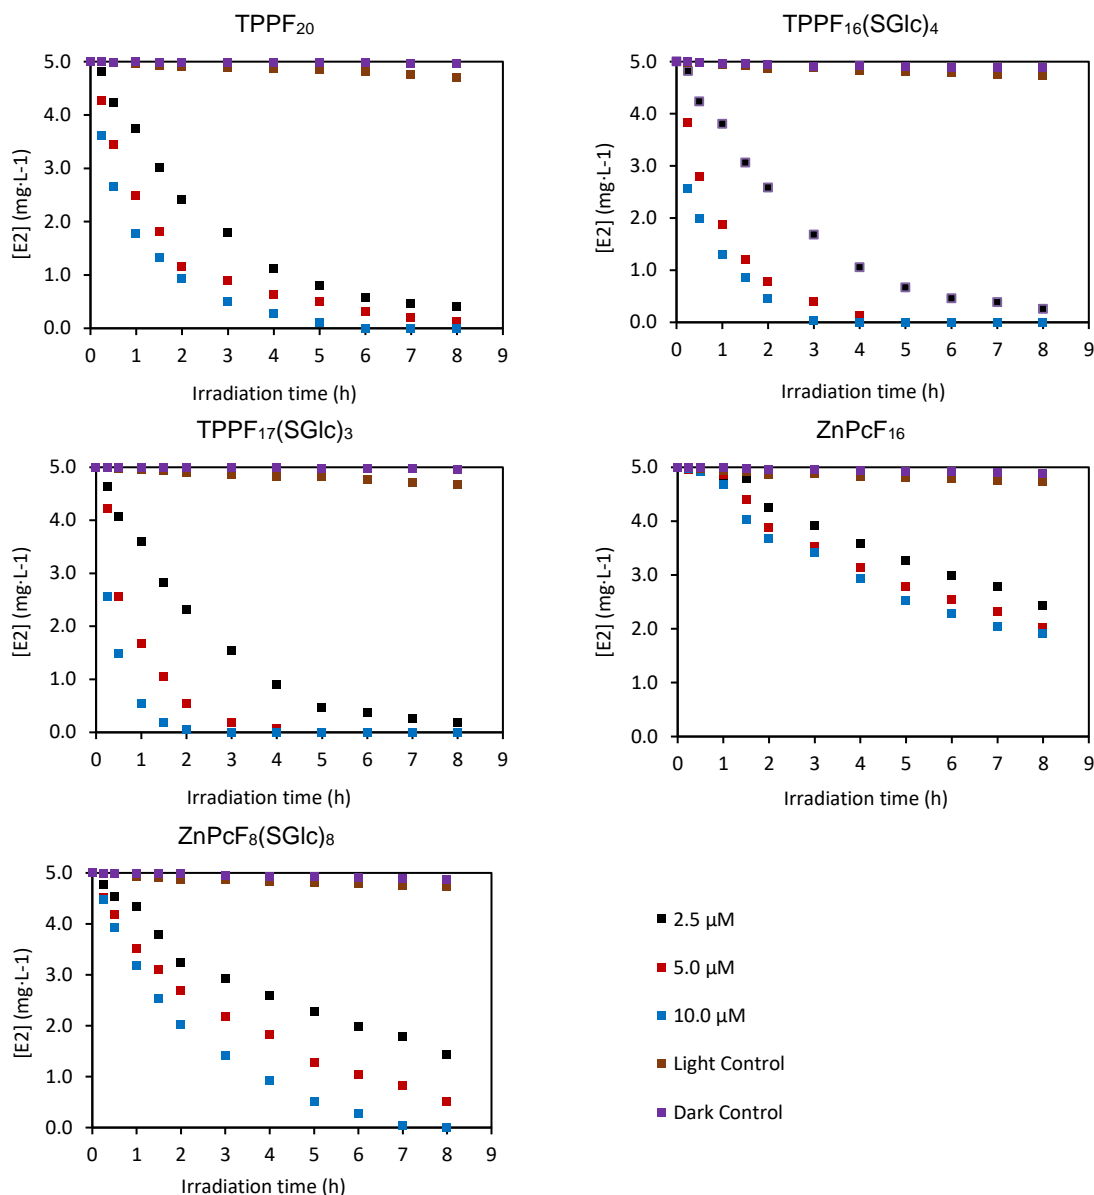 TPPF₂₀
5.0
4.0
3.0
2.0
1.0
0.0
[E2] (mg·L-1)
0 1 2 3 4 5 6 7 8 9
Irradiation time (h)
TPPF₁₆(SGlc)₄
5.0
4.0
3.0
2.0
1.0
0.0
[E2] (mg·L-1)
0 1 2 3 4 5 6 7 8 9
Irradiation time (h)
TPPF₁₇(SGlc)₃
5.0
4.0
3.0
2.0
1.0
0.0
[E2] (mg·L-1)
0 1 2 3 4 5 6 7 8 9
Irradiation time (h)
ZnPcF₁₆
5.0
4.0
3.0
2.0
1.0
0.0
[E2] (mg·L-1)
0 1 2 3 4 5 6 7 8 9
Irradiation time (h)
ZnPcF₈(SGlc)₈
5.0
4.0
3.0
2.0
1.0
0.0
[E2] (mg·L-1)
0 1 2 3 4 5 6 7 8 9
Irradiation time (h)
2.5 µM
5.0 µM
10.0 µM
Light Control
Dark Control